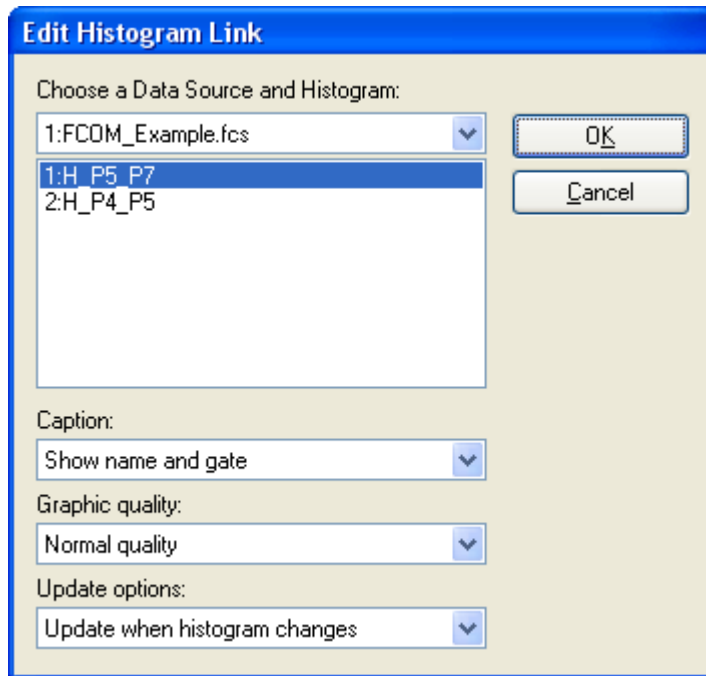 Edit Histogram Link
Choose a Data Source and Histogram:
1:FCOM_Example.fcs
OK
1:H_P5_P7
Cancel
2:H_P4_P5
Caption:
Show name and gate
Graphic quality:
Normal quality
Update options:
Update when histogram changes